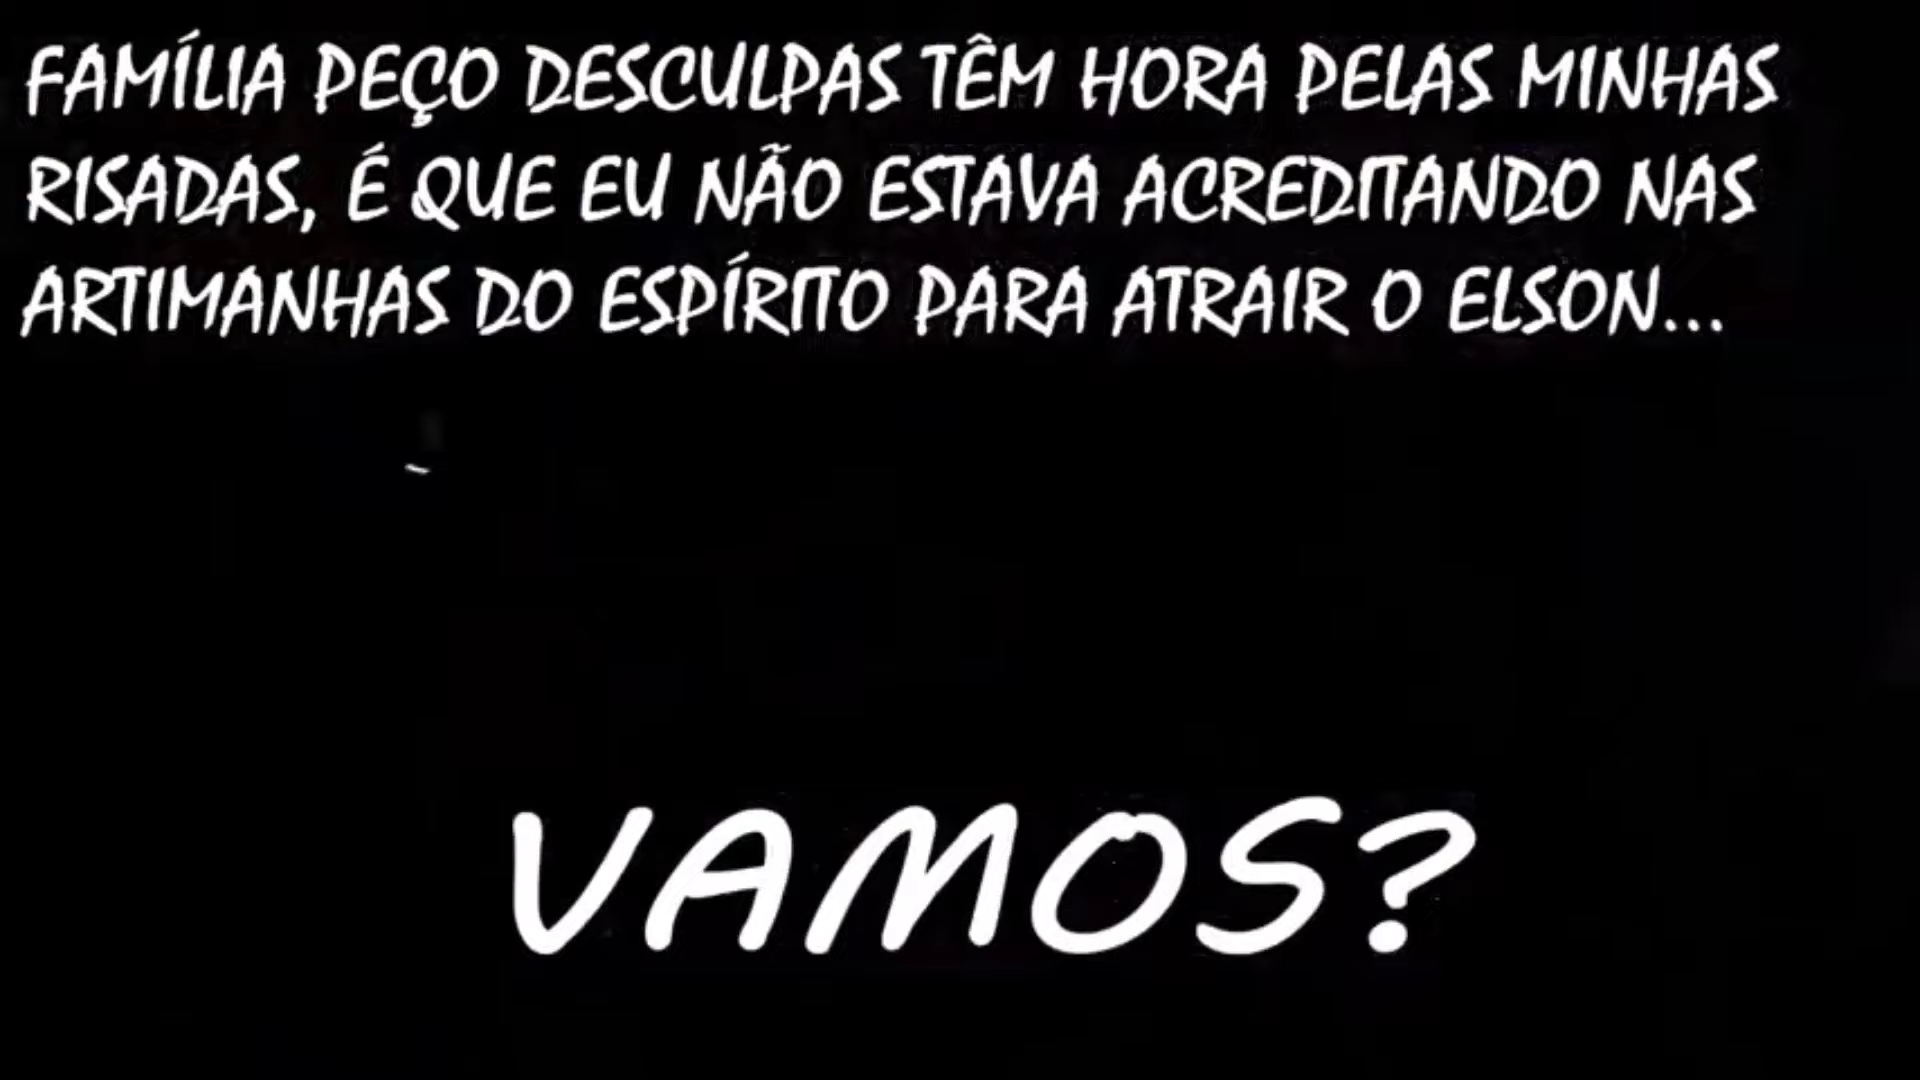 FAMÍLIA PEÇO DESCULPAS TÊM HORA PELAS MINHAS
RISADAS, É QUE EU NÃO ESTAVA ACREDITANDO NAS
ARTIMANHAS DO ESPÍRITO PARA ATRAIR O ELSON...
VAMOS?